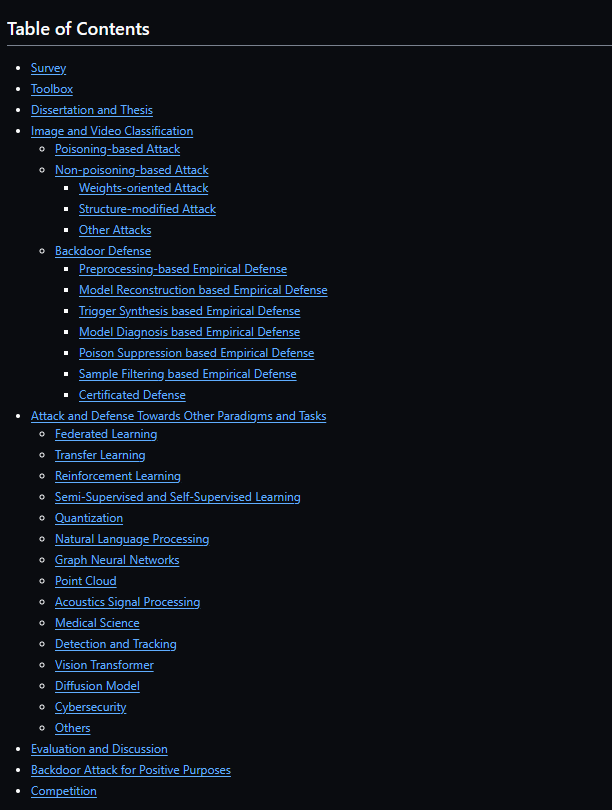 Table of Contents
Survey
Toolbox
Dissertation and Thesis
Image and Video Classification
Poisoning-based Attack
Non-poisoning-based Attack
Weights-oriented Attack
Structure-modified Attack
Other Attacks
Backdoor Defense
Preprocessing-based Empirical Defense
Model Reconstruction based Empirical Defense
Trigger Synthesis based Empirical Defense
Model Diagnosis based Empirical Defense
Poison Suppression based Empirical Defense
Sample Filtering based Empirical Defense
Certificated Defense
Attack and Defense Towards Other Paradigms and Tasks
Federated Learning
Transfer Learning
Reinforcement Learning
Semi-Supervised and Self-Supervised Learning
Quantization
Natural Language Processing
Graph Neural Networks
Point Cloud
Acoustics Signal Processing
Medical Science
Detection and Tracking
Vision Transformer
Diffusion Model
Cybersecurity
Others
Evaluation and Discussion
Backdoor Attack for Positive Purposes
Competition